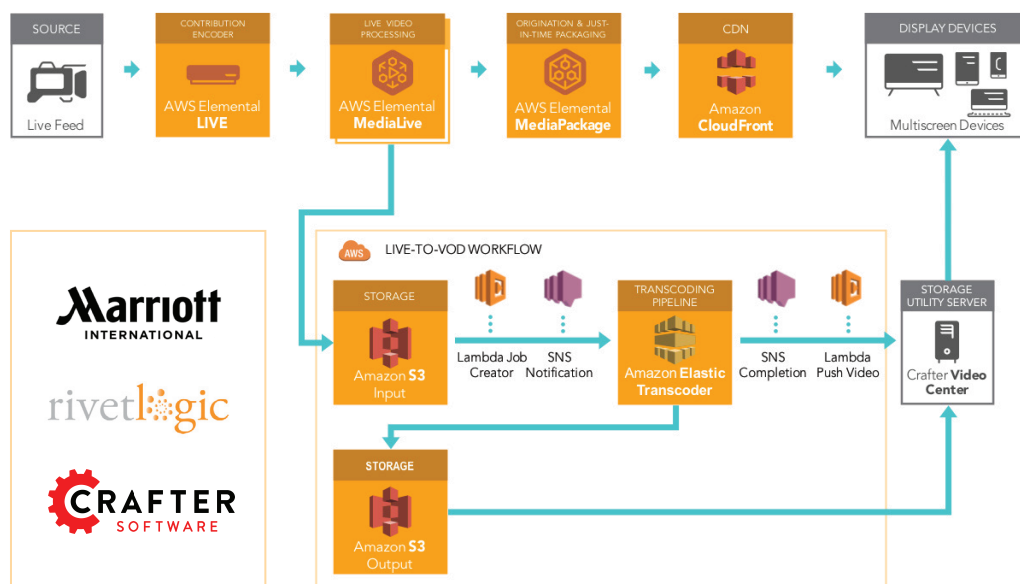 SOURCE
Live Feed
CONTRIBUTION
ENCODER
AWS Elemental
LIVE
LIVE VIDEO
PROCESSING
AWS Elemental
MediaLive
ORIGINATION & JUST-
IN-TIME PACKAGING
AWS Elemental
MediaPackage
CDN
Amazon
CloudFront
DISPLAY DEVICES
Multiscreen Devices
Marriott
INTERNATIONAL
rivetlogic
CRAFTER
SOFTWARE
AWS
LIVE-TO-VOD WORKFLOW
STORAGE
Amazon S3
Input
Lambda Job
Creator
SNS
Notification
TRANSCODING
PIPELINE
Amazon Elastic
Transcoder
SNS
Completion
Lambda
Push Video
STORAGE
UTILITY SERVER
Crafter Video
Center
STORAGE
Amazon S3
Output